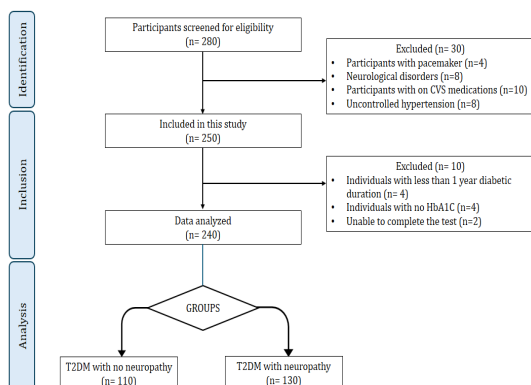 Identification
Participants screened for eligibility
(n= 280)
Excluded (n= 30)
• Participants with pacemaker (n=4)
• Neurological disorders (n=8)
• Participants with on CVS medications (n=10)
• Uncontrolled hypertension (n=8)
Inclusion
Included in this study
(n= 250)
Excluded (n= 10)
• Individuals with less than 1 year diabetic
duration (n= 4)
• Individuals with no HbA1C (n=4)
• Unable to complete the test (n=2)
Data analyzed
(n= 240)
Analysis
GROUPS
T2DM with no neuropathy
(n= 110)
T2DM with neuropathy
(n= 130)